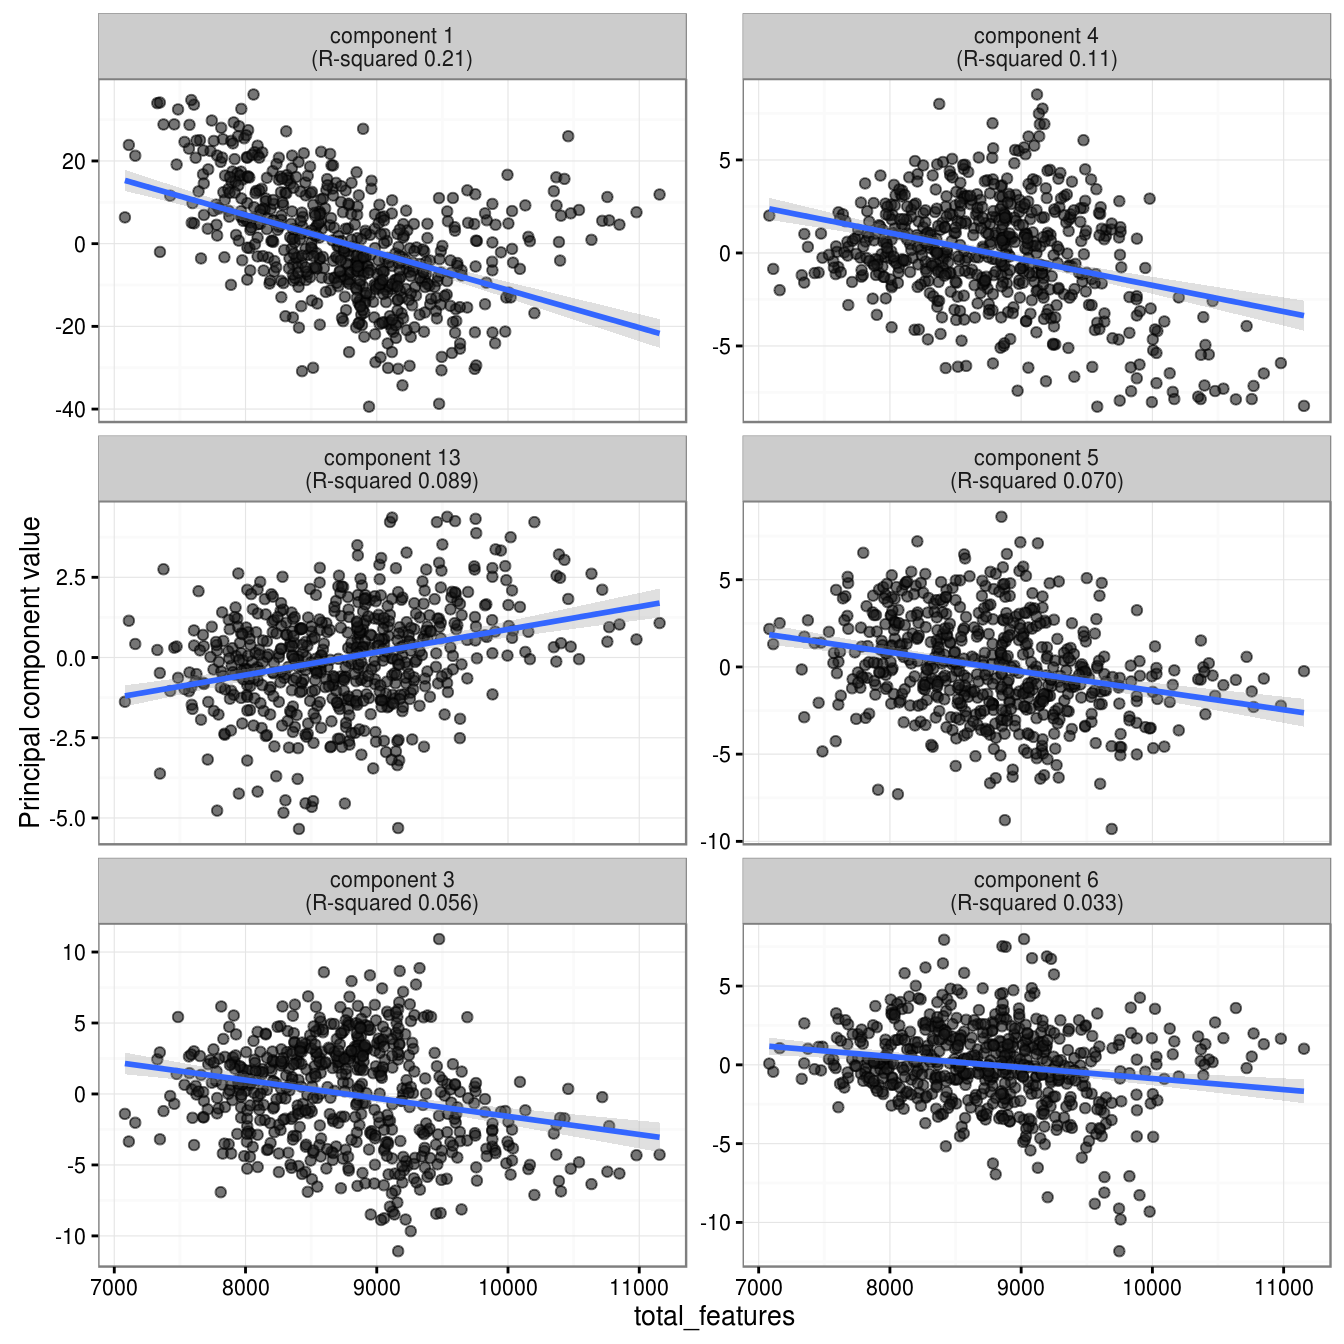 component 1
(R-squared 0.21)
component 4
(R-squared 0.11)
20
0
-20
-40
5
0
-5
component 13
(R-squared 0.089)
component 5
(R-squared 0.070)
Principal component value
2.5
0.0
-2.5
-5.0
5
0
-5
-10
component 3
(R-squared 0.056)
component 6
(R-squared 0.033)
10
5
0
-5
-10
5
0
-5
-10
7000 8000 9000 10000 11000
7000 8000 9000 10000 11000
total_features